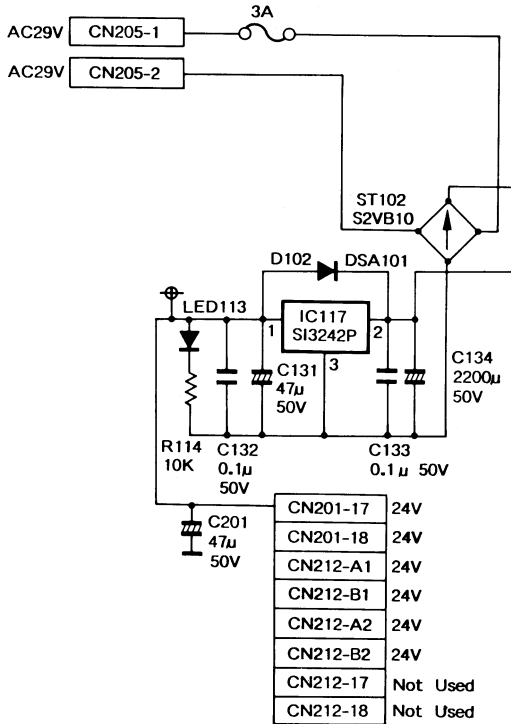 3A
AC29V CN205-1
AC29V CN205-2
ST102
S2VB10
D102 DSA101
LED113
IC117
1 2
SI3242P
3
C131
47μ
50V
C134
2200μ
50V
R114
10K
C132
0.1μ
50V
C133
0.1μ 50V
C201
47μ
50V
CN201-17 24V
CN201-18 24V
CN212-A1 24V
CN212-B1 24V
CN212-A2 24V
CN212-B2 24V
CN212-17 Not Used
CN212-18 Not Used